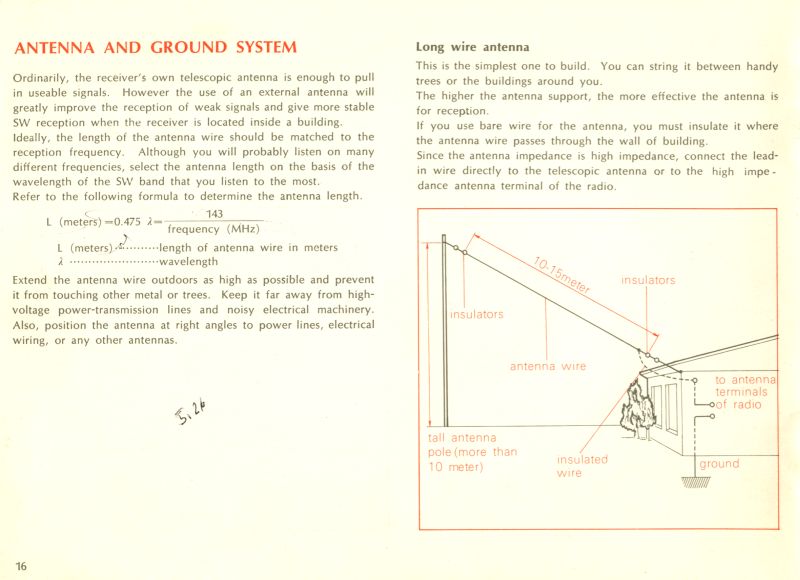 ANTENNA AND GROUND SYSTEM
Ordinarily, the receiver's own telescopic antenna is enough to pull
in useable signals. However the use of an external antenna will
greatly improve the reception of weak signals and give more stable
SW reception when the receiver is located inside a building.
Ideally, the length of the antenna wire should be matched to the
reception frequency. Although you will probably listen on many
different frequencies, select the antenna length on the basis of the
wavelength of the SW band that you listen to the most.
Refer to the following formula to determine the antenna length.
L (meters) =0.475 λ= 143
frequency (MHz)
L (meters) ··········length of antenna wire in meters
λ ·······················wavelength
Extend the antenna wire outdoors as high as possible and prevent
it from touching other metal or trees. Keep it far away from high-
voltage power-transmission lines and noisy electrical machinery.
Also, position the antenna at right angles to power lines, electrical
wiring, or any other antennas.
16
Long wire antenna
This is the simplest one to build. You can string it between handy
trees or the buildings around you.
The higher the antenna support, the more effective the antenna is
for reception.
If you use bare wire for the antenna, you must insulate it where
the antenna wire passes through the wall of building.
Since the antenna impedance is high impedance, connect the lead-
in wire directly to the telescopic antenna or to the high impe-
dance antenna terminal of the radio.
10-15meter
insulators
insulators
antenna wire
to antenna
terminals
of radio
tall antenna
pole (more than
10 meter)
insulated
wire
ground